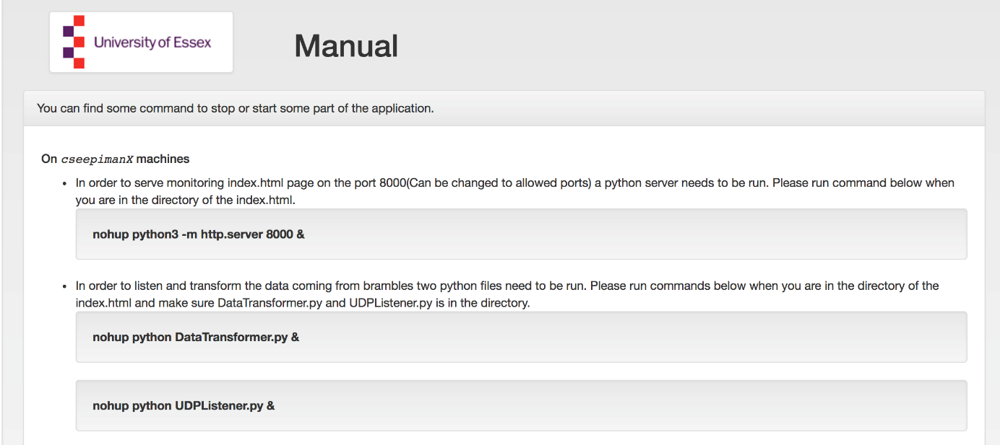 University of Essex
Manual
You can find some command to stop or start some part of the application.
On cseepimanX machines
• In order to serve monitoring index.html page on the port 8000(Can be changed to allowed ports) a python server needs to be run. Please run command below when
you are in the directory of the index.html.
nohup python3 -m http.server 8000 &
• In order to listen and transform the data coming from brambles two python files need to be run. Please run commands below when you are in the directory of the
index.html and make sure DataTransformer.py and UDPListener.py is in the directory.
nohup python DataTransformer.py &
nohup python UDPListener.py &